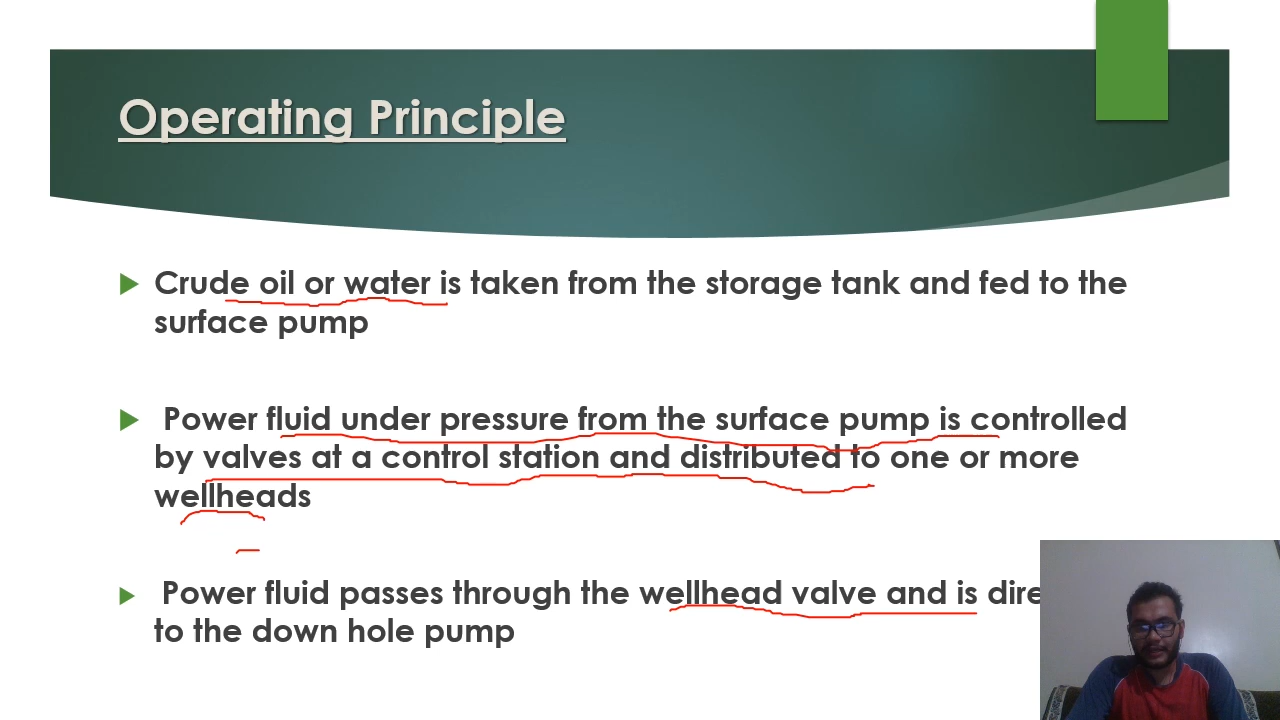 Operating Principle
Crude oil or water is taken from the storage tank and fed to the
surface pump
Power fluid under pressure from the surface pump is controlled
by valves at a control station and distributed to one or more
wellheads
Power fluid passes through the wellhead valve and is dire
to the down hole pump